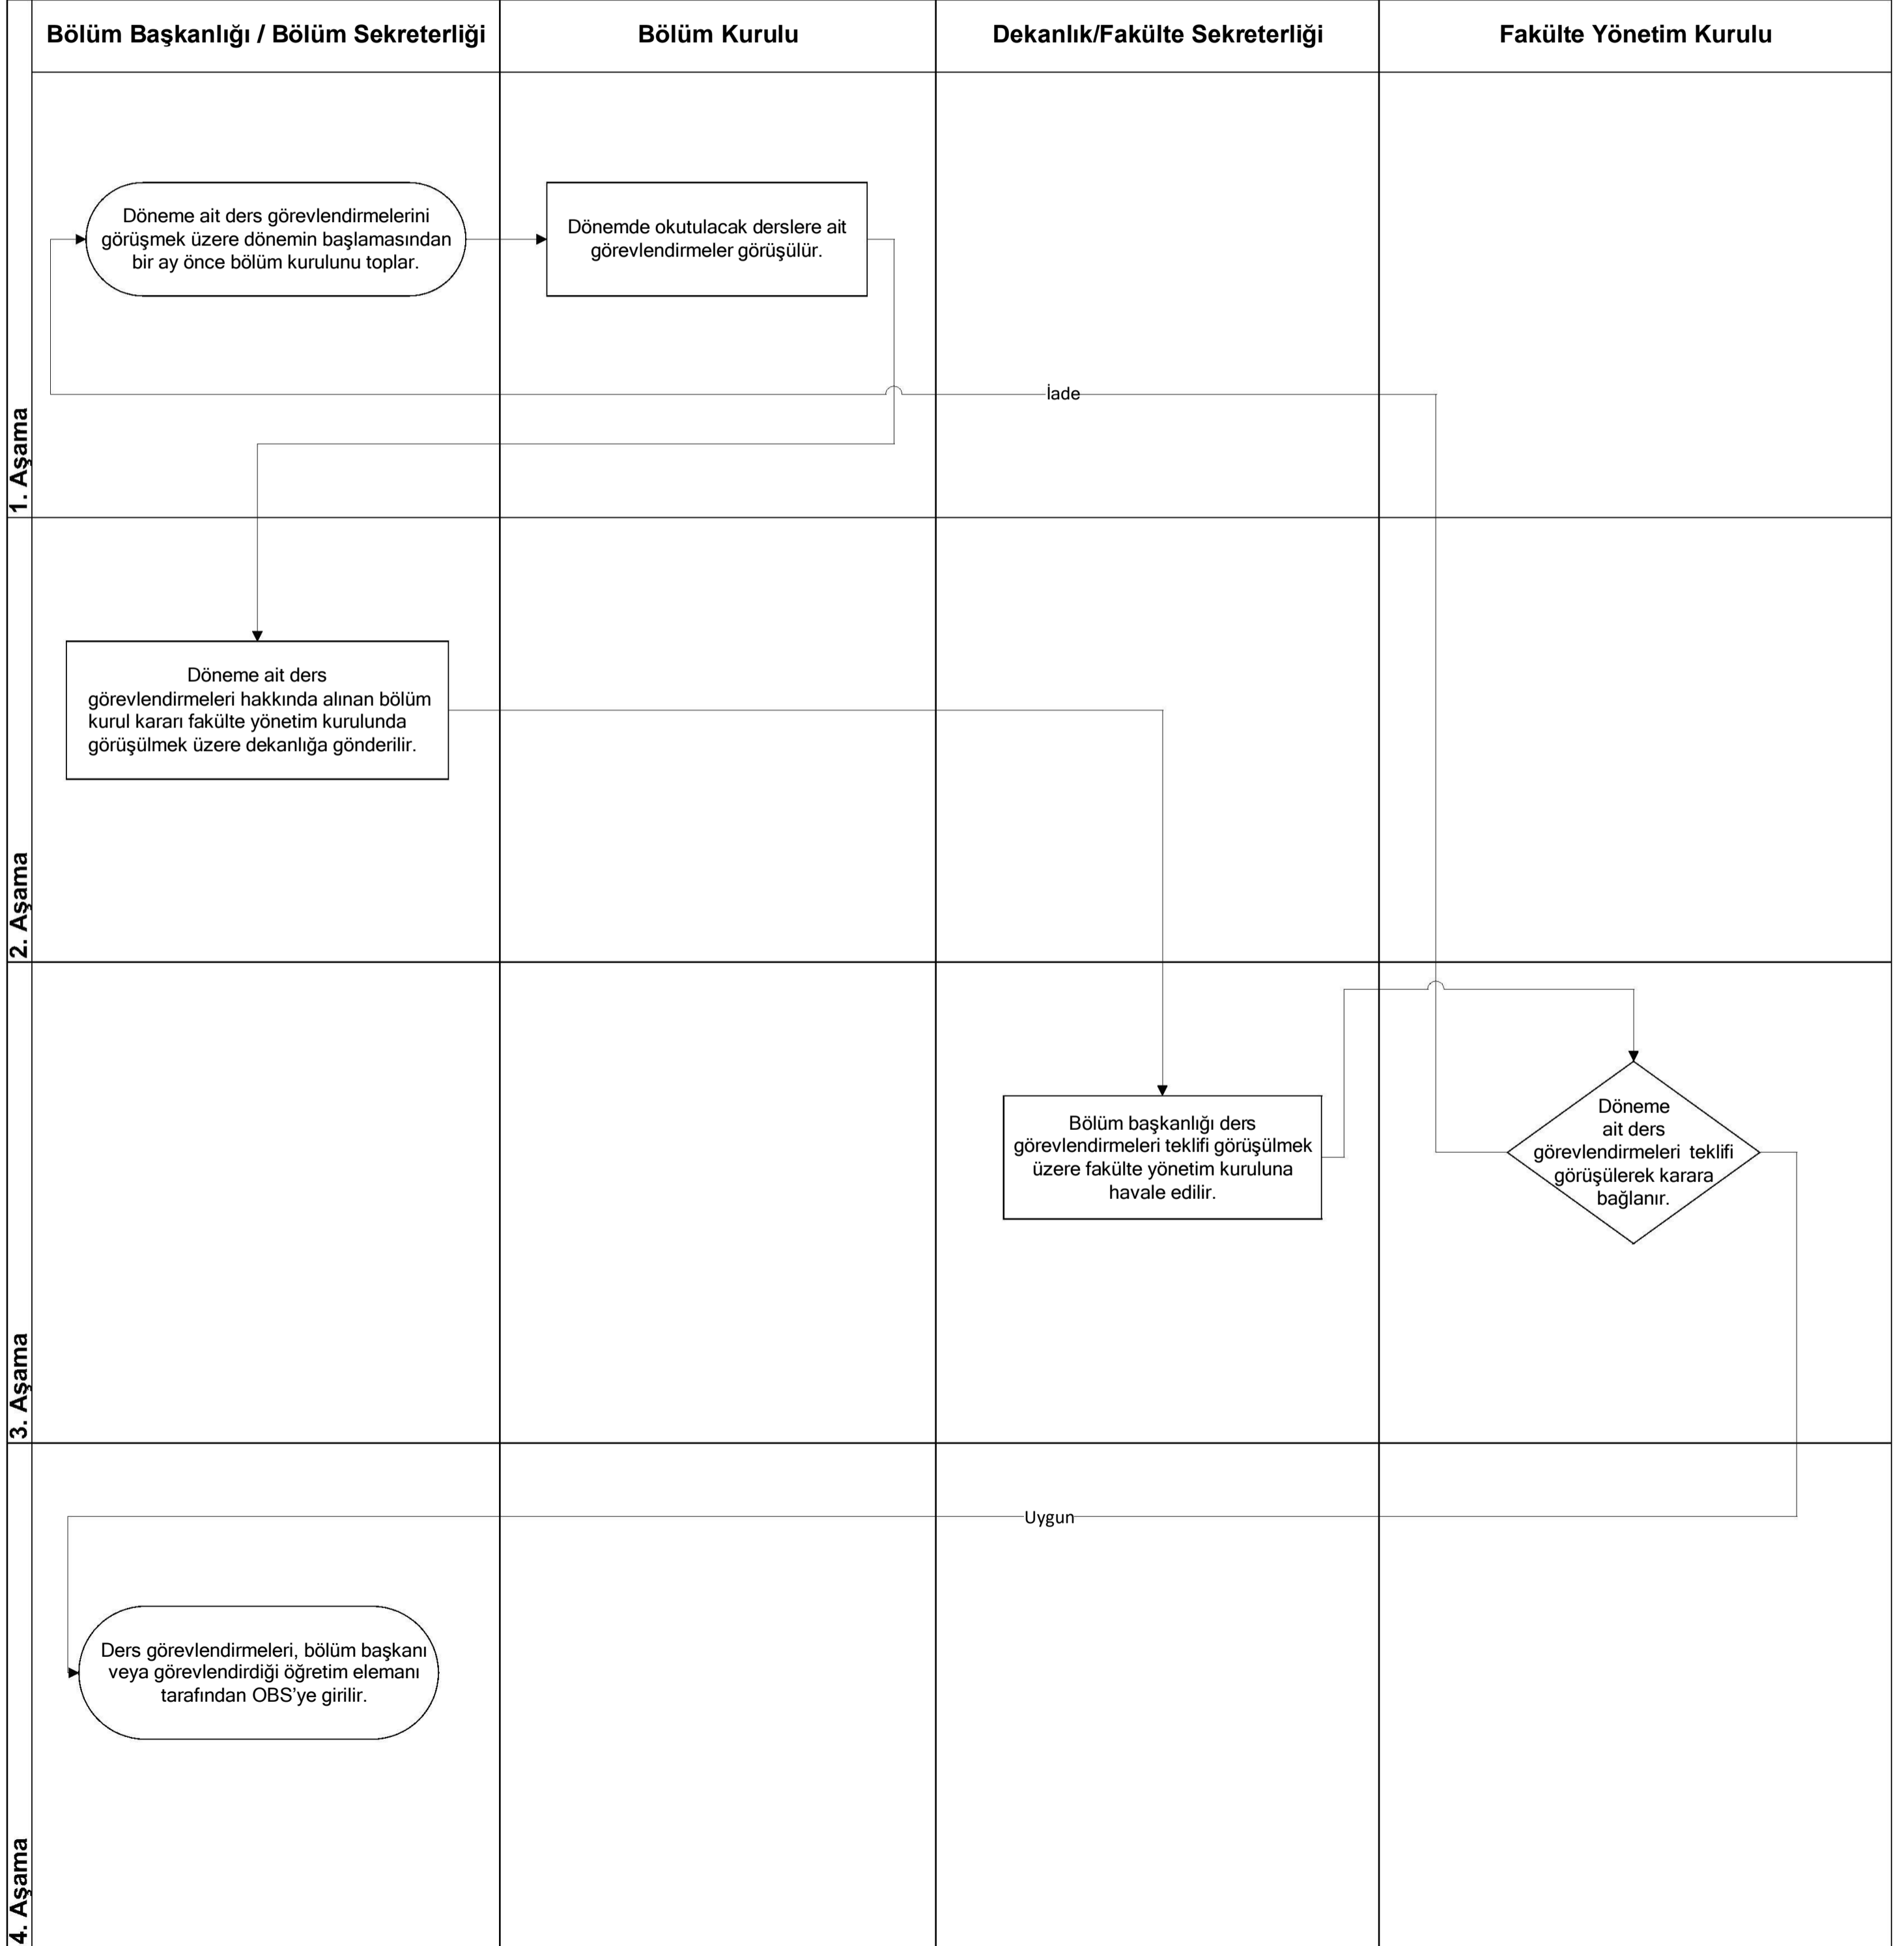 Bölüm Başkanlığı / Bölüm Sekreterliği
Bölüm Kurulu
Dekanlık/Fakülte Sekreterliği
Fakülte Yönetim Kurulu
1. Aşama
Döneme ait ders görevlendirmelerini
görüşmek üzere dönemin başlamasından
bir ay önce bölüm kurulunu toplar.
Dönemde okutulacak derslere ait
görevlendirmeler görüşülür.
İade
2. Aşama
Döneme ait ders
görevlendirmeleri hakkında alınan bölüm
kurul kararı fakülte yönetim kurulunda
görüşülmek üzere dekanlığa gönderilir.
3. Aşama
Bölüm başkanlığı ders
görevlendirmeleri teklifi görüşülmek
üzere fakülte yönetim kuruluna
havale edilir.
Döneme
ait ders
görevlendirmeleri teklifi
görüşülerek karara
bağlanır.
4. Aşama
Uygun
Ders görevlendirmeleri, bölüm başkanı
veya görevlendirdiği öğretim elemanı
tarafından OBS’ye girilir.